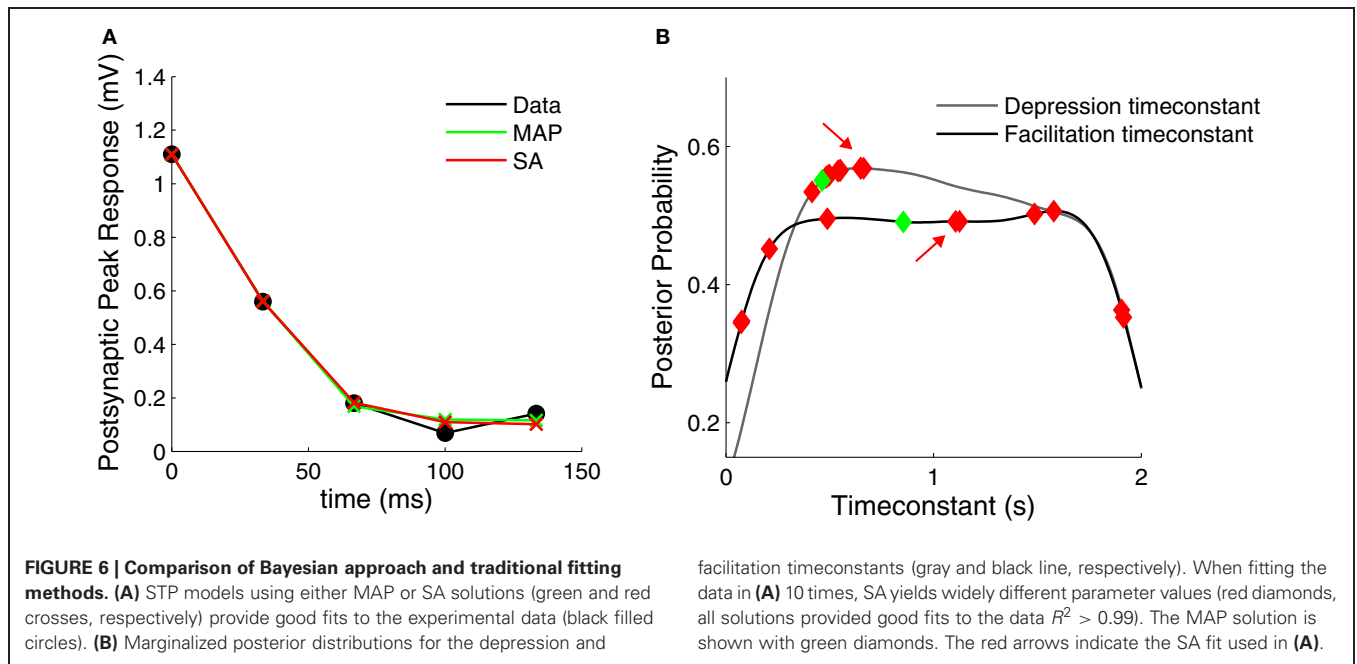 A
Postsynaptic Peak Response (mV)
1.4
1.2
1
0.8
0.6
0.4
0.2
0
0
50
100
150
time (ms)
Data
MAP
SA
B
Posterior Probability
0.6
0.4
0.2
0
1
2
Timeconstant (s)
Depression timeconstant
Facilitation timeconstant
FIGURE 6 | Comparison of Bayesian approach and traditional fitting
methods. (A) STP models using either MAP or SA solutions (green and red
crosses, respectively) provide good fits to the experimental data (black filled
circles). (B) Marginalized posterior distributions for the depression and
facilitation timeconstants (gray and black line, respectively). When fitting the
data in (A) 10 times, SA yields widely different parameter values (red diamonds,
all solutions provided good fits to the data R² > 0.99). The MAP solution is
shown with green diamonds. The red arrows indicate the SA fit used in (A).